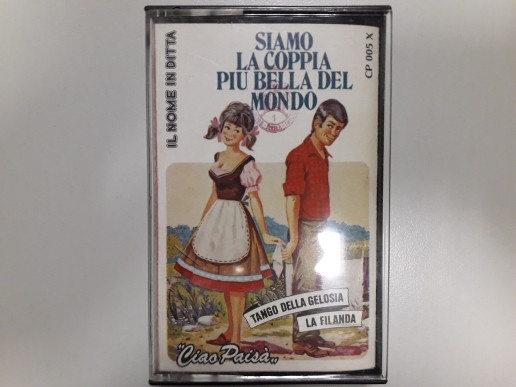 SIAMO
LA COPPIA
PIU BELLA DEL
MONDO
IL NOME IN DITTA
CP 005 X
1
TANGO DELLA GELOSIA
LA FILANDA
"Ciao Paisà„